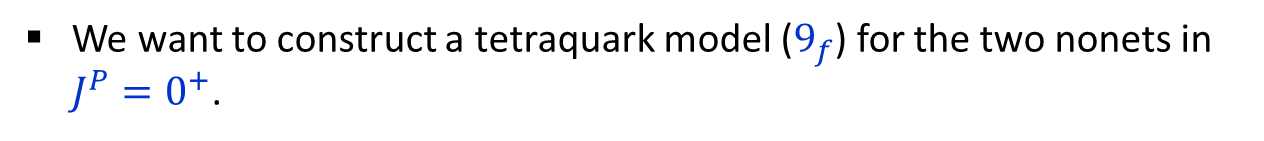 ▪ We want to construct a tetraquark model (9_f) for the two nonets in
J^P = 0^+.